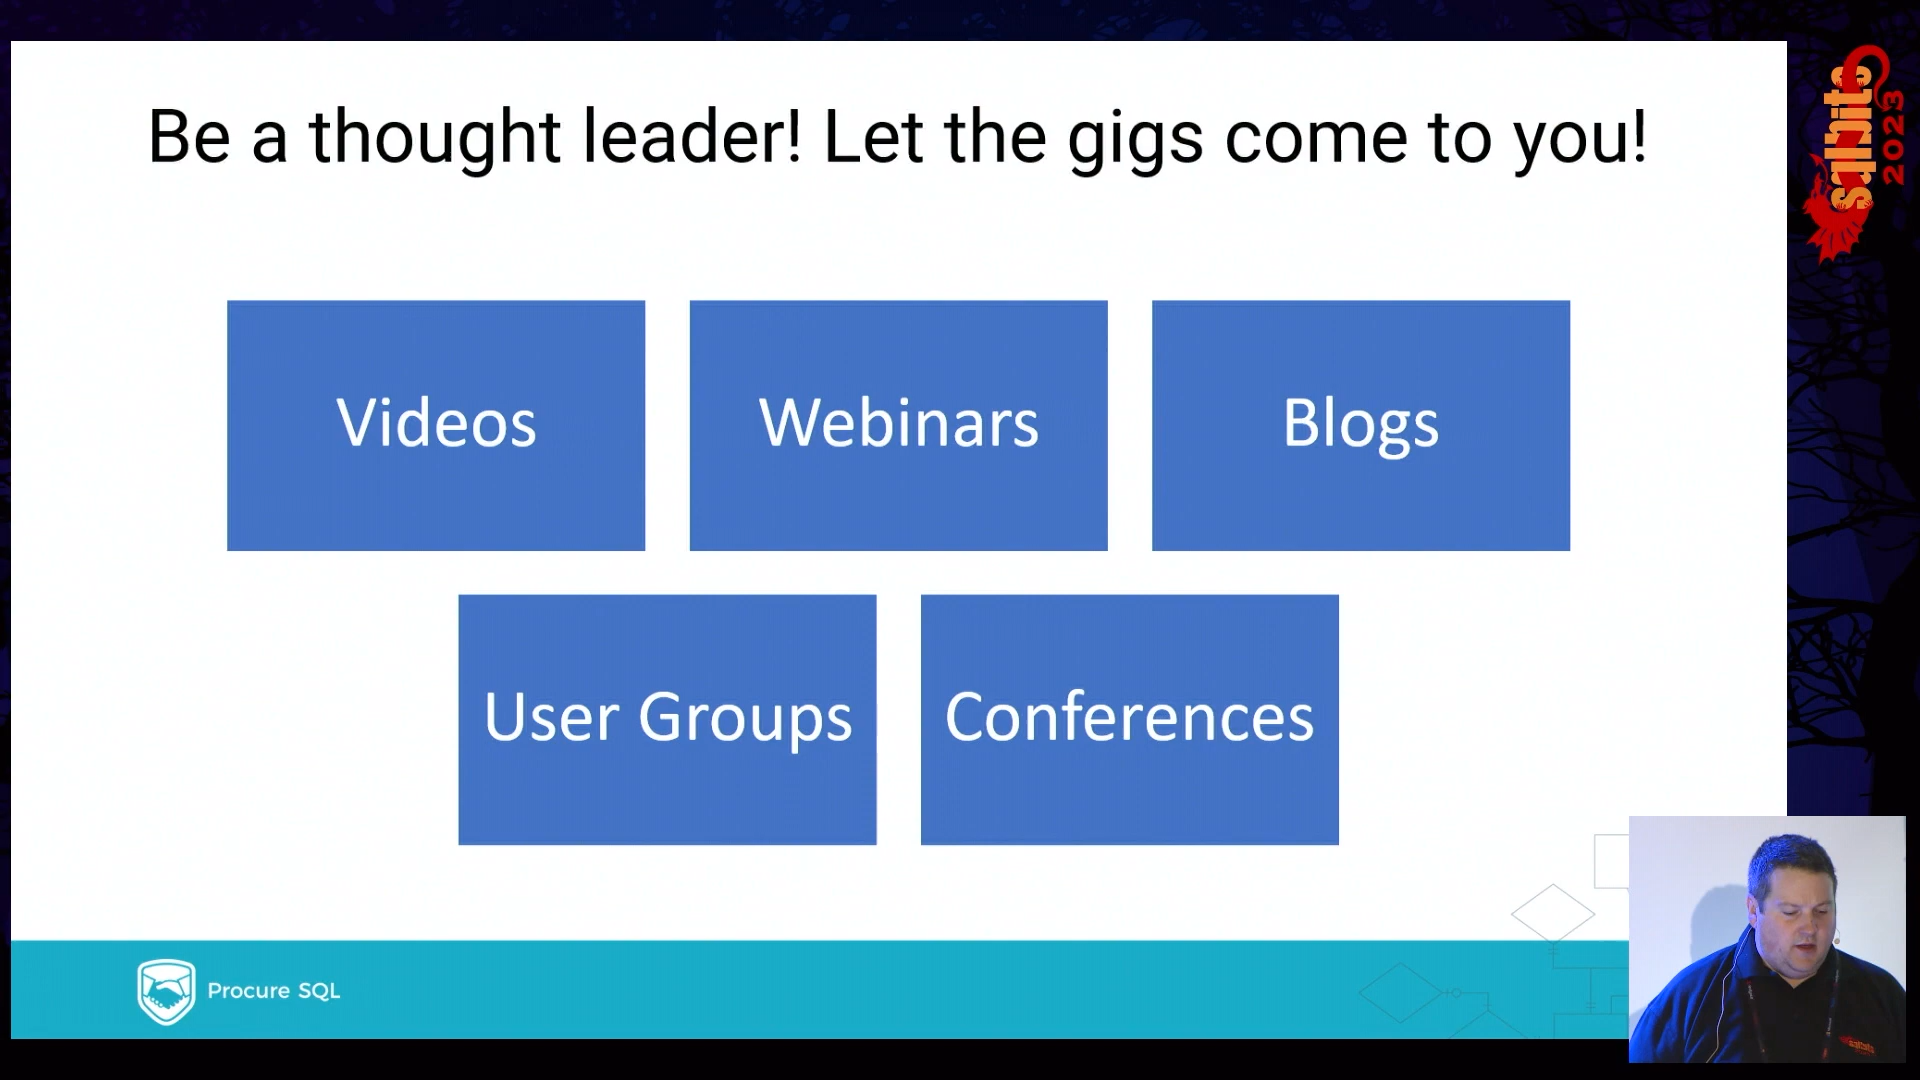 Be a thought leader! Let the gigs come to you!
Videos
Webinars
Blogs
User Groups
Conferences
Procure SQL
sqlbits
2023
sqlbits